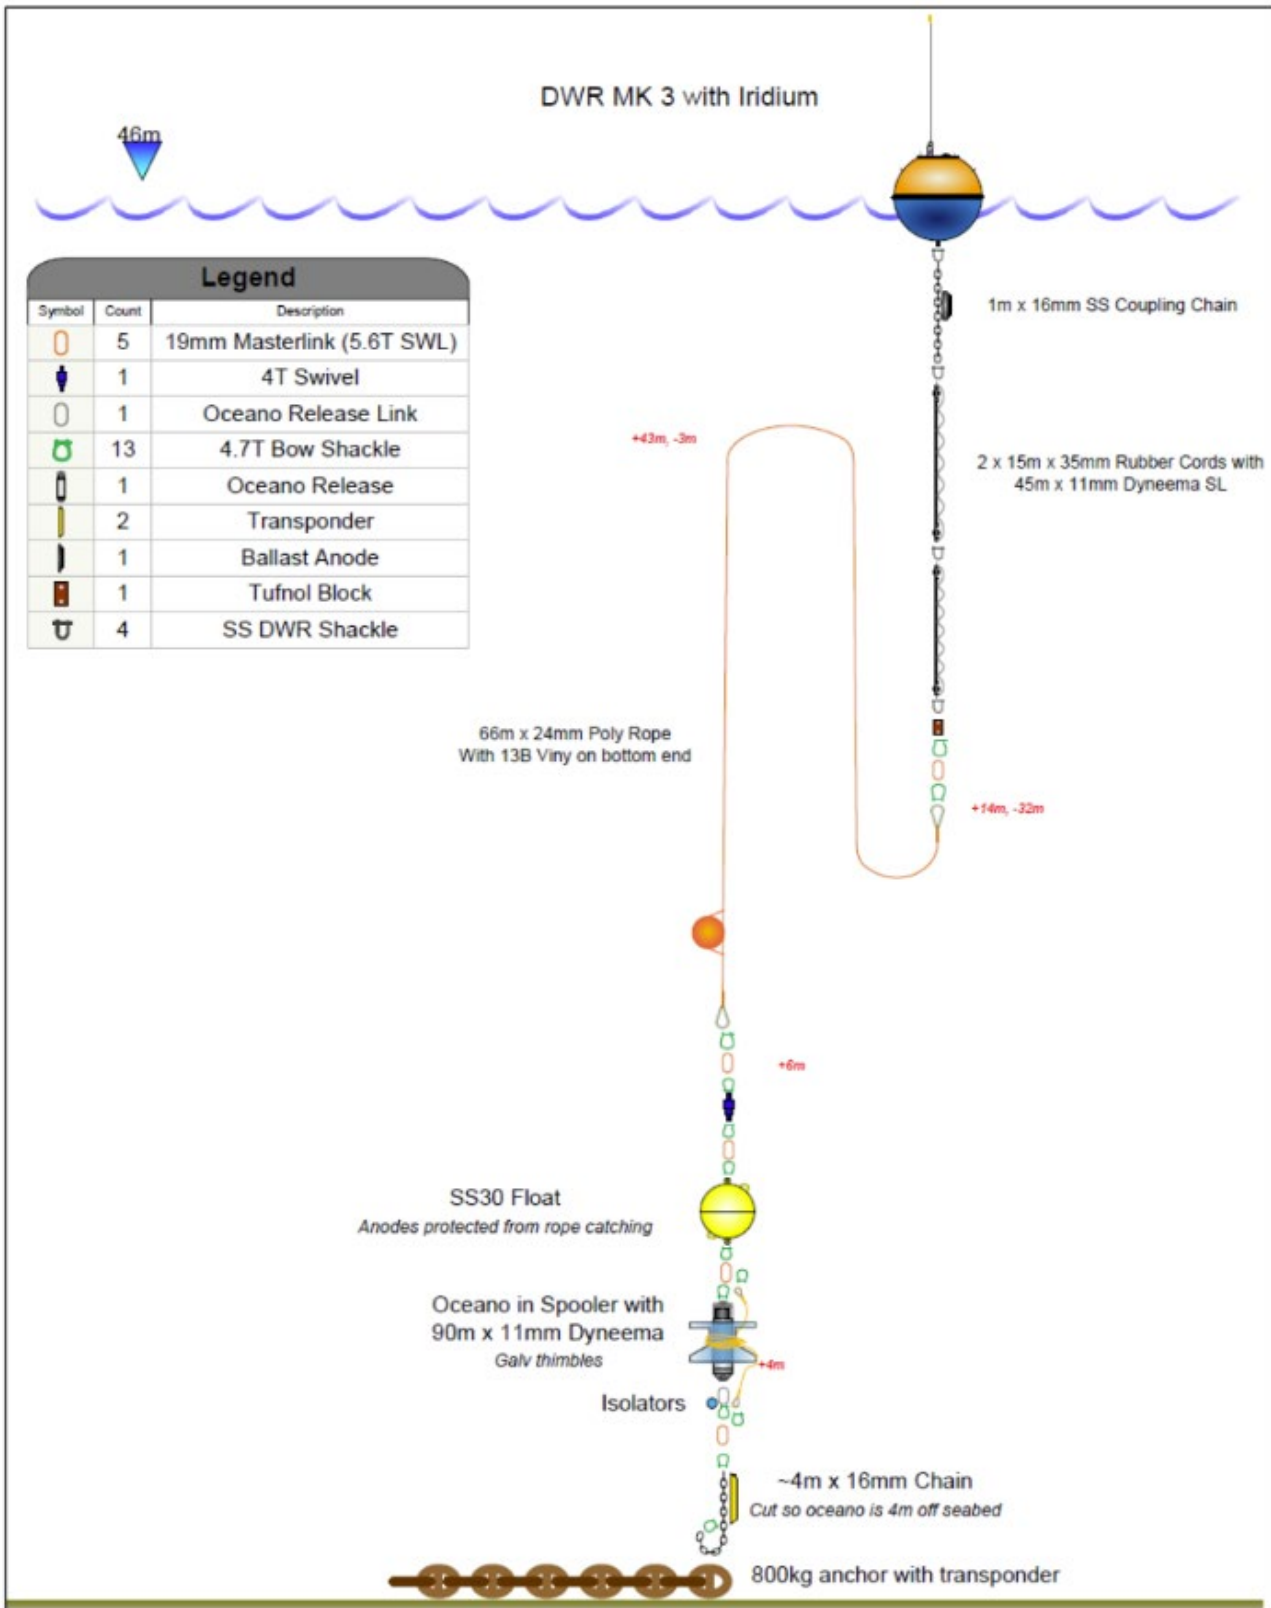 DWR MK 3 with Iridium
46m
Legend
Symbol Count Description
5 19mm Masterlink (5.6T SWL)
1 4T Swivel
1 Oceano Release Link
13 4.7T Bow Shackle
1 Oceano Release
2 Transponder
1 Ballast Anode
1 Tufnol Block
4 SS DWR Shackle
1m x 16mm SS Coupling Chain
+43m, -3m
2 x 15m x 35mm Rubber Cords with
45m x 11mm Dyneema SL
66m x 24mm Poly Rope
With 13B Viny on bottom end
+14m, -32m
+6m
SS30 Float
Anodes protected from rope catching
Oceano in Spooler with
90m x 11mm Dyneema
Galv thimbles
+4m
Isolators
~4m x 16mm Chain
Cut so oceano is 4m off seabed
800kg anchor with transponder